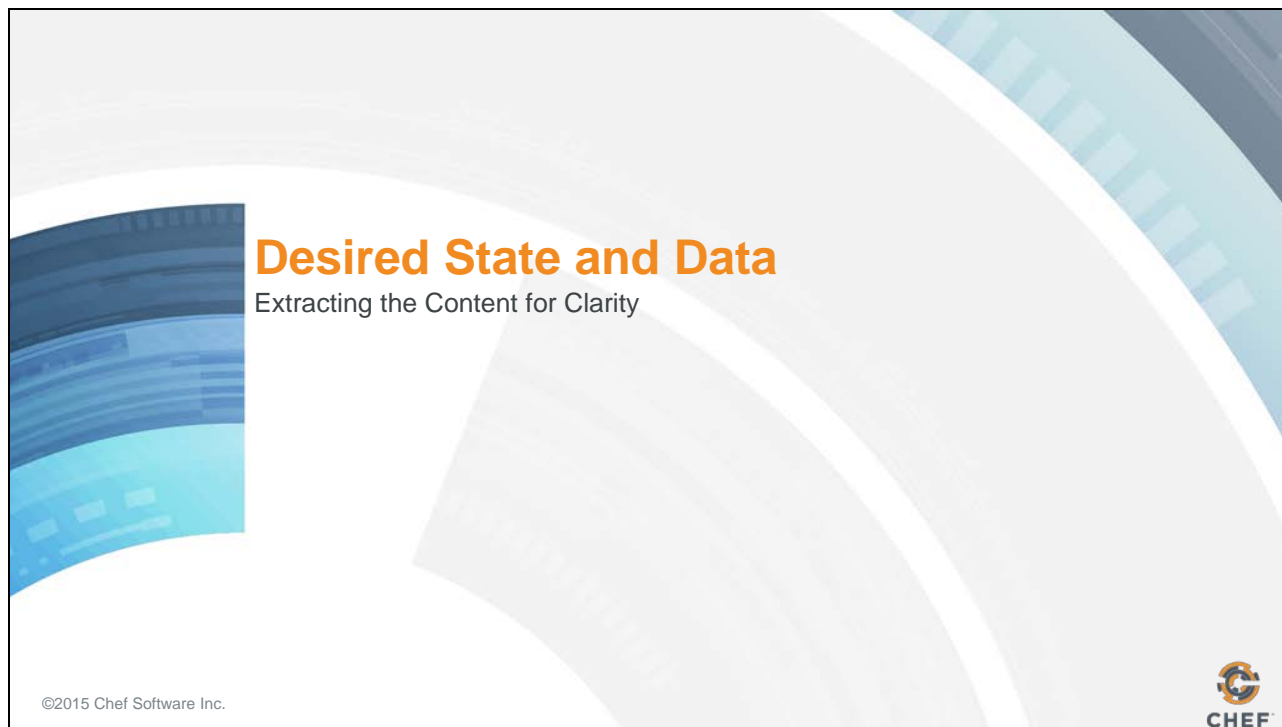 Desired State and Data
Extracting the Content for Clarity
©2015 Chef Software Inc.
CHEF